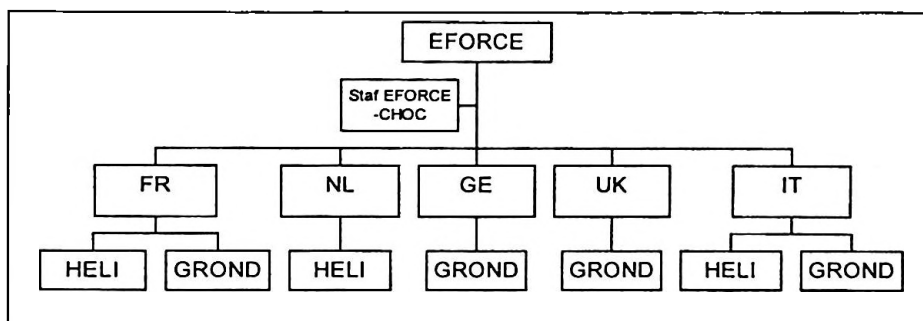 EFORCE
Staf EFORCE
-CHOC
FR
NL
GE
UK
IT
HELI
GROND
HELI
GROND
GROND
HELI
GROND